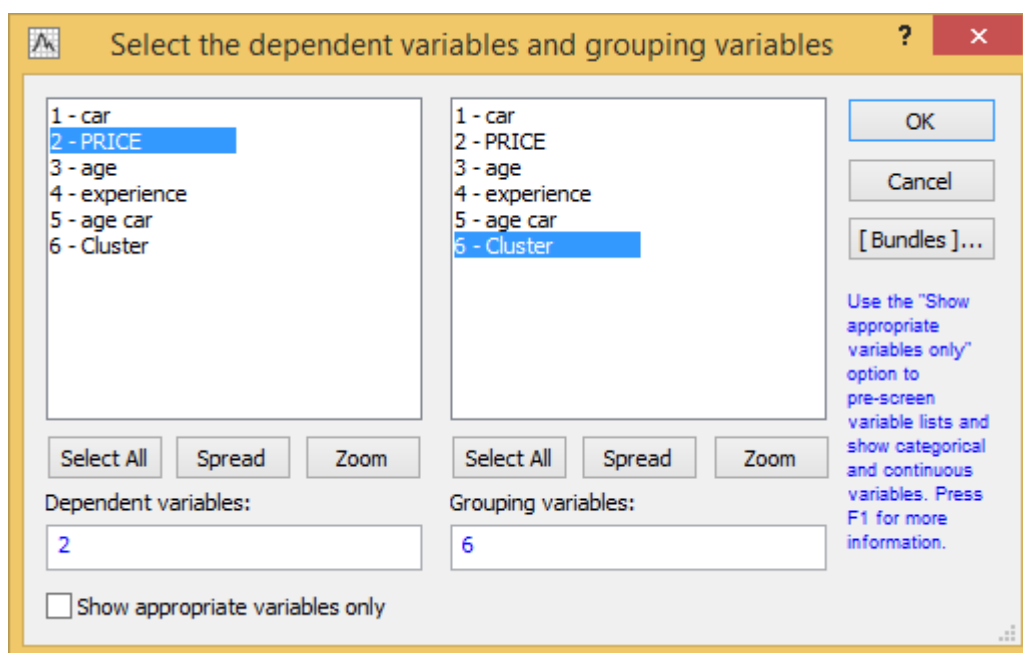 Select the dependent variables and grouping variables
?
1 - car
2 - PRICE
3 - age
4 - experience
5 - age car
6 - Cluster
1 - car
2 - PRICE
3 - age
4 - experience
5 - age car
6 - Cluster
OK
Cancel
[ Bundles ]...
Use the "Show
appropriate
variables only"
option to
pre-screen
variable lists and
show categorical
and continuous
variables. Press
F1 for more
information.
Select All Spread Zoom
Select All Spread Zoom
Dependent variables:
2
Grouping variables:
6
Show appropriate variables only